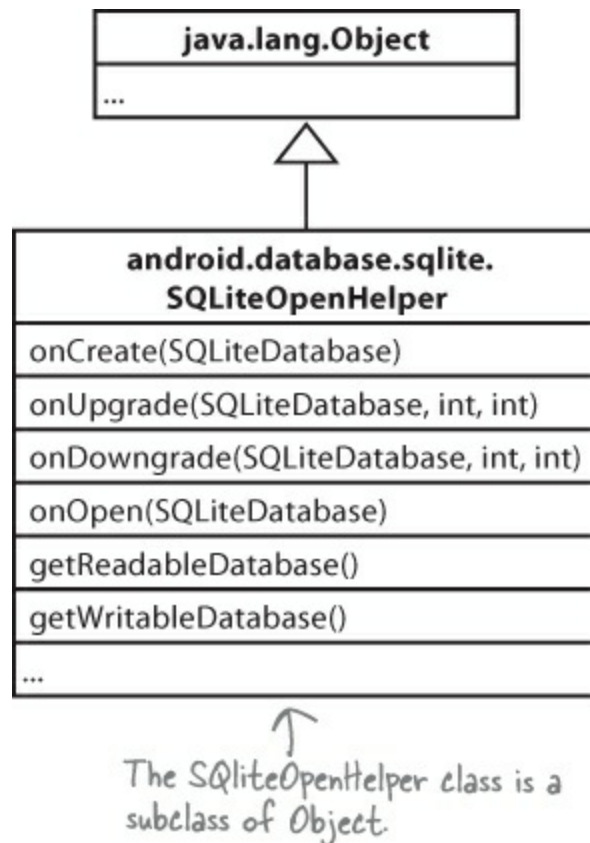 java.lang.Object
...
android.database.sqlite.
SQLiteOpenHelper
onCreate(SQLiteDatabase)
onUpgrade(SQLiteDatabase, int, int)
onDowngrade(SQLiteDatabase, int, int)
onOpen(SQLiteDatabase)
getReadableDatabase()
getWritableDatabase()
...
The SQliteOpenHelper class is a
subclass of Object.